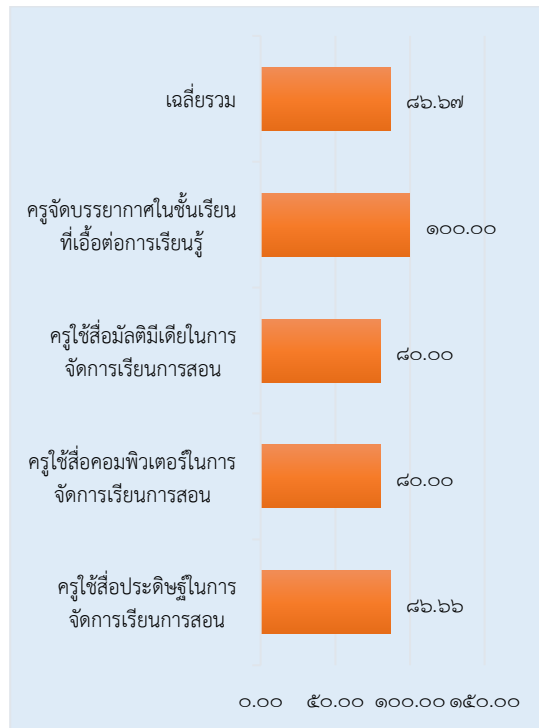 เฉลี่ยรวม
๘๖.๖๗
ครูจัดบรรยากาศในชั้นเรียน
ที่เอื้อต่อการเรียนรู้
๑๐๐.๐๐
ครูใช้สื่อมัลติมีเดียในการ
จัดการเรียนการสอน
๘๐.๐๐
ครูใช้สื่อคอมพิวเตอร์ในการ
จัดการเรียนการสอน
๘๐.๐๐
ครูใช้สื่อประดิษฐ์ในการ
จัดการเรียนการสอน
๘๖.๖๖
๐.๐๐ ๕๐.๐๐ ๑๐๐.๐๐ ๑๕๐.๐๐